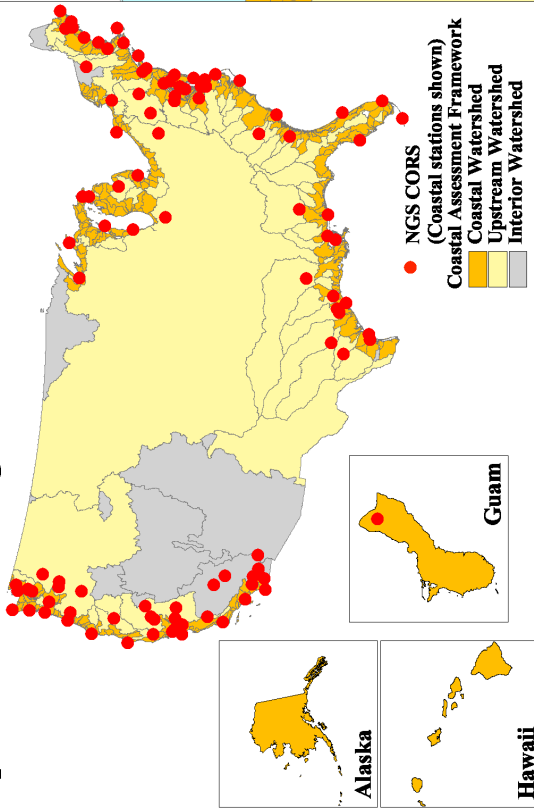 NGS CORS
(Coastal stations shown)
Coastal Assessment Framework
Coastal Watershed
Upstream Watershed
Interior Watershed
Guam
Alaska
Hawaii